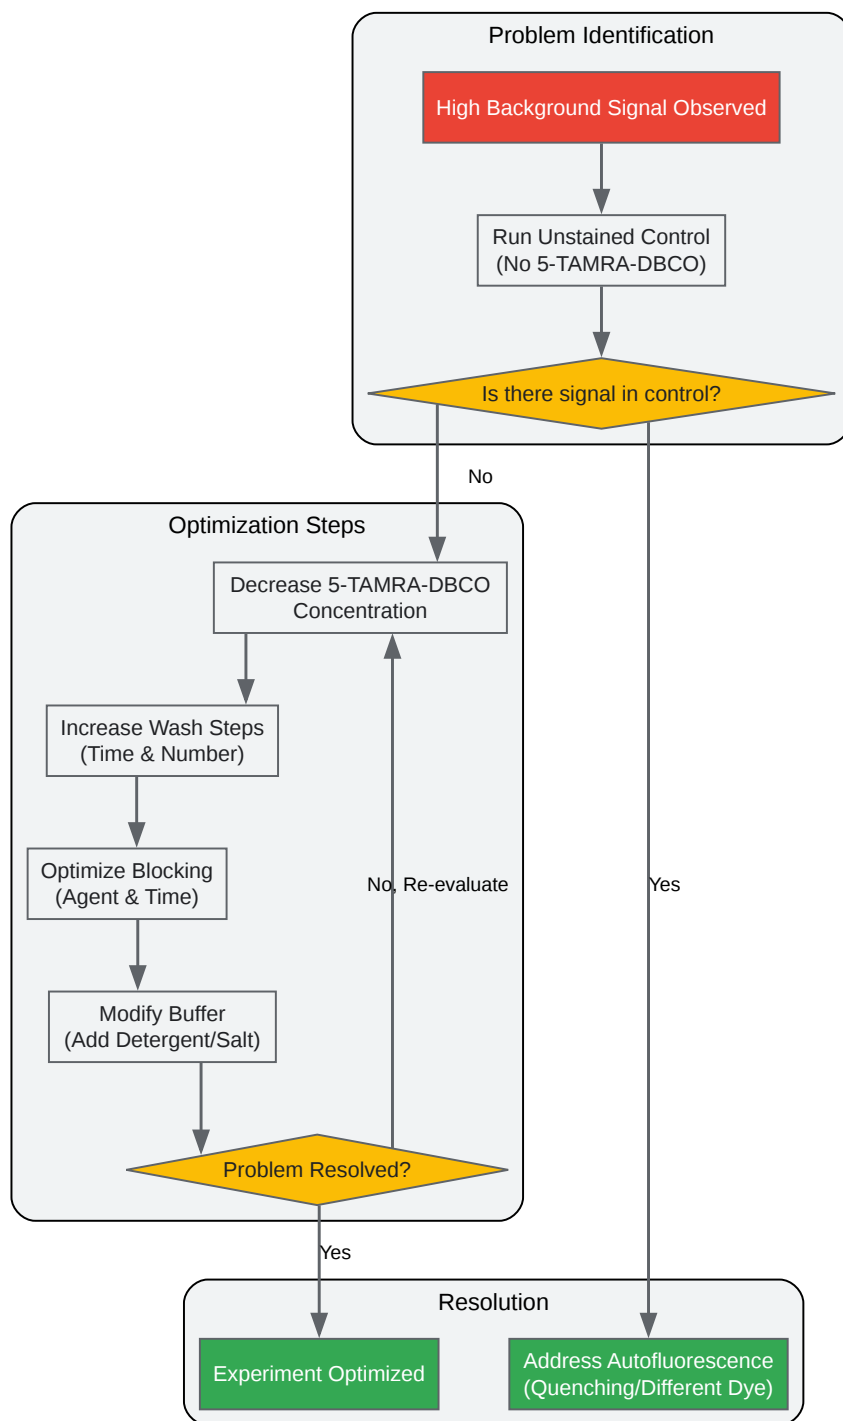 Problem Identification
High Background Signal Observed
Run Unstained Control
(No 5-TAMRA-DBCO)
Is there signal in control?
No
Optimization Steps
Decrease 5-TAMRA-DBCO
Concentration
Increase Wash Steps
(Time & Number)
Optimize Blocking
(Agent & Time)
No, Re-evaluate
Yes
Modify Buffer
(Add Detergent/Salt)
Problem Resolved?
Yes
Resolution
Experiment Optimized
Address Autofluorescence
(Quenching/Different Dye)